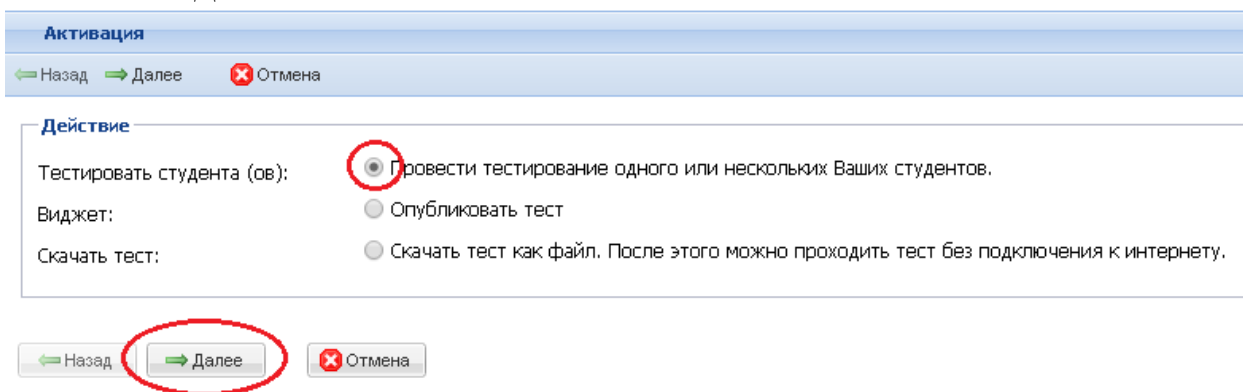 Активация
Назад Далее Отмена
Действие
Тестировать студента (ов): Провести тестирование одного или нескольких Ваших студентов.
Виджет: Опубликовать тест
Скачать тест: Скачать тест как файл. После этого можно проходить тест без подключения к интернету.
Назад Далее Отмена